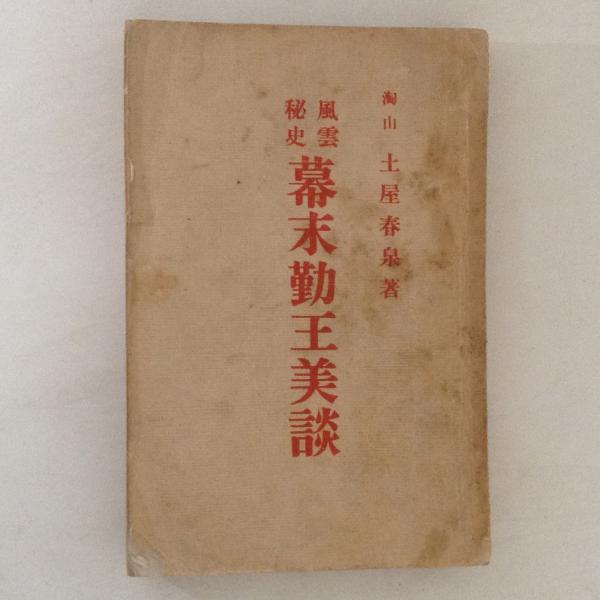 淘山 土屋春泉著
風雲
秘史
幕末勤王美談